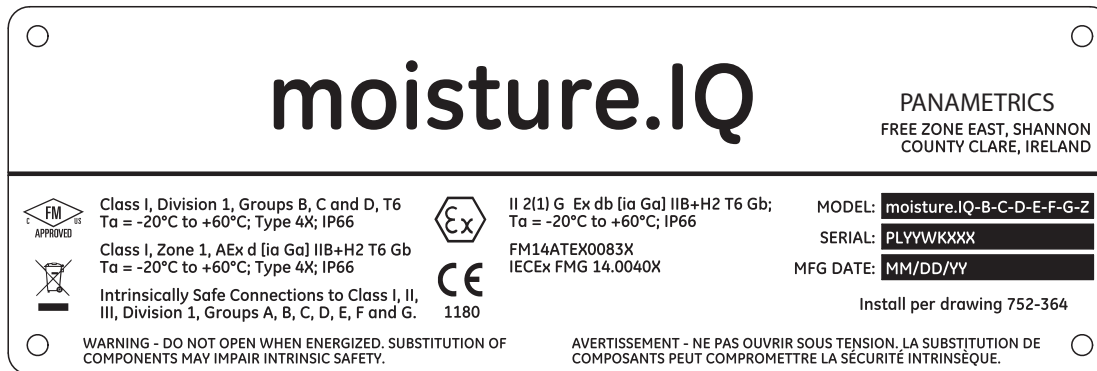 moisture.IQ
PANAMETRICS
FREE ZONE EAST, SHANNON
COUNTY CLARE, IRELAND
C FM US
APPROVED
Class I, Division 1, Groups B, C and D, T6
Ta = -20°C to +60°C; Type 4X; IP66
Class I, Zone 1, AEx d [ia Ga] IIB+H2 T6 Gb
Ta = -20°C to +60°C; Type 4X; IP66
Intrinsically Safe Connections to Class I, II,
III, Division 1, Groups A, B, C, D, E, F and G.
Ex
CE
1180
II 2(1) G Ex db [ia Ga] IIB+H2 T6 Gb;
Ta = -20°C to +60°C; IP66
FM14ATEX0083X
IECEx FMG 14.0040X
MODEL: moisture.IQ-B-C-D-E-F-G-Z
SERIAL: PLYYWKXXX
MFG DATE: MM/DD/YY
Install per drawing 752-364
WARNING - DO NOT OPEN WHEN ENERGIZED. SUBSTITUTION OF
COMPONENTS MAY IMPAIR INTRINSIC SAFETY.
AVERTISSEMENT - NE PAS OUVRIR SOUS TENSION. LA SUBSTITUTION DE
COMPOSANTS PEUT COMPROMETTRE LA SÉCURITÉ INTRINSÈQUE.